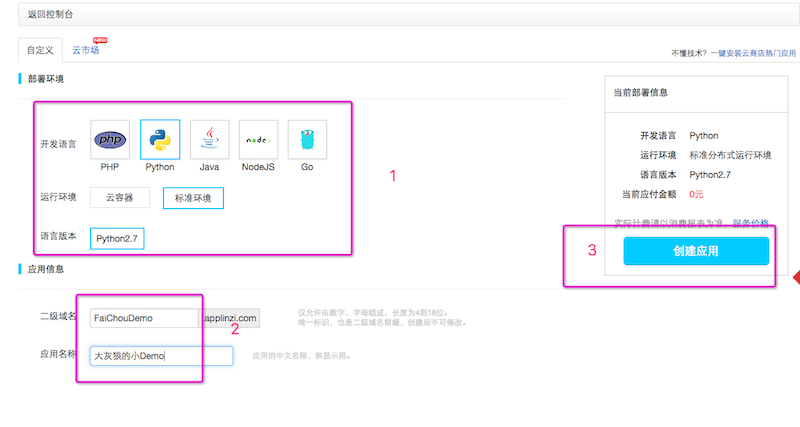 返回控制台
自定义
云市场
NEW
不懂技术? 一键安装云商店热门应用
部署环境
当前部署信息
开发语言
php
node
PHP
Python
Java
NodeJS
Go
1
运行环境
云容器
标准环境
语言版本
Python2.7
开发语言 Python
运行环境 标准分布式运行环境
语言版本 Python2.7
当前应付金额 0元
实际计费请以消费报表为准，服务价格
3
创建应用
应用信息
二级域名
FaiChouDemo
.applinzi.com
2
仅允许由数字、字母组成，长度为4到18位。
唯一标识，也是二级域名前缀，创建后不可修改。
应用名称
大灰狼的小Demo
应用的中文名称，供显示用。